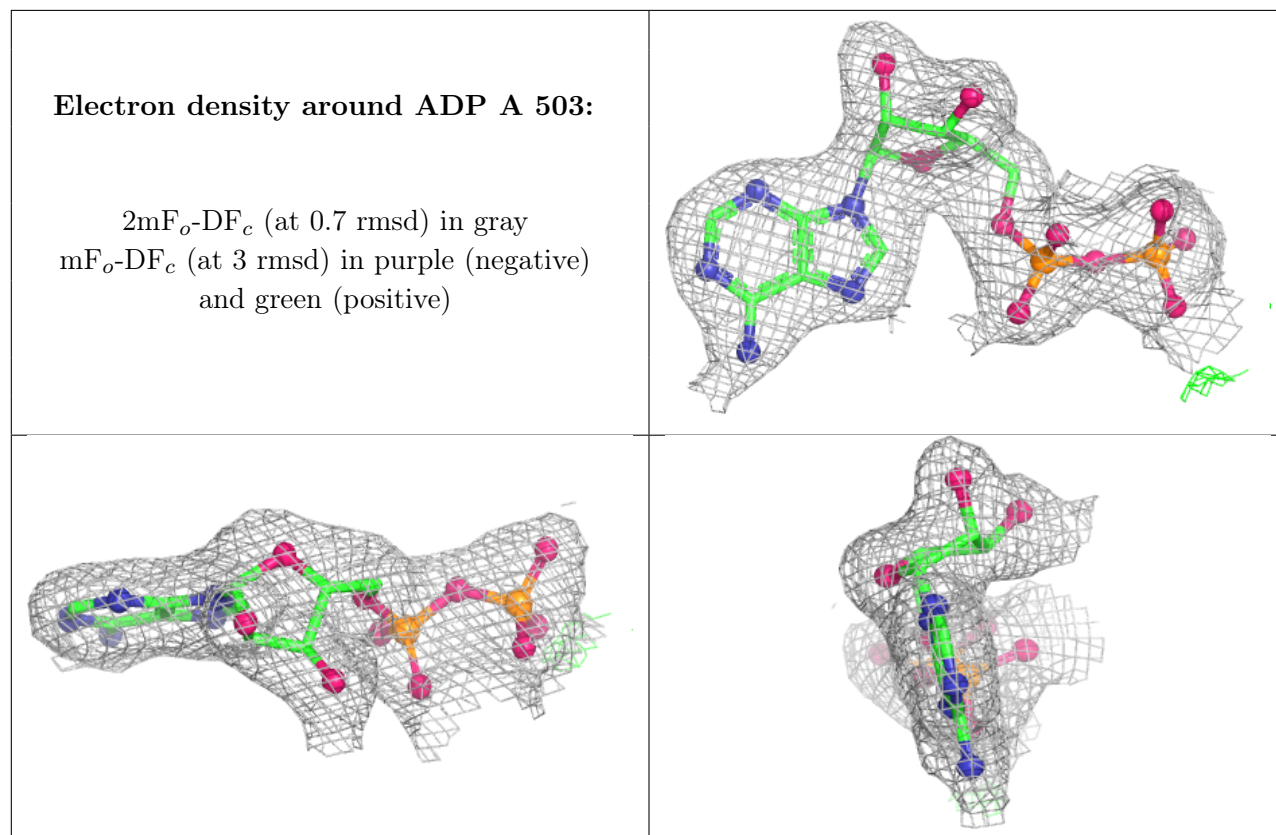 Electron density around ADP A 503:
2mFo-DFc (at 0.7 rmsd) in gray
mFo-DFc (at 3 rmsd) in purple (negative)
and green (positive)